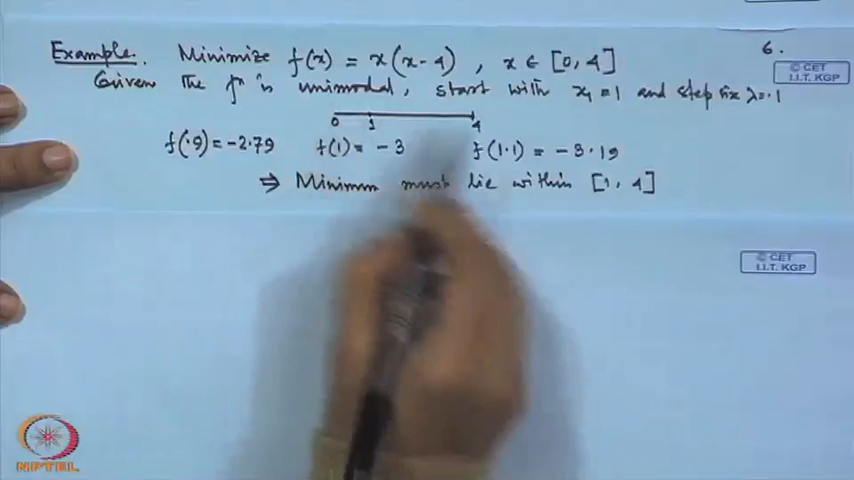 6.
Example. Minimize f(x) = x(x-4), x ∈ [0, 4]
© CET
I.I.T. KGP
Given the fⁿ is unimodal, start with x₁ = 1 and step size λ = .1
0 1 4
f(.9) = -2.79 f(1) = -3 f(1.1) = -3.19
⇒ Minimum must lie within [1, 4]
© CET
I.I.T. KGP
NPTEL